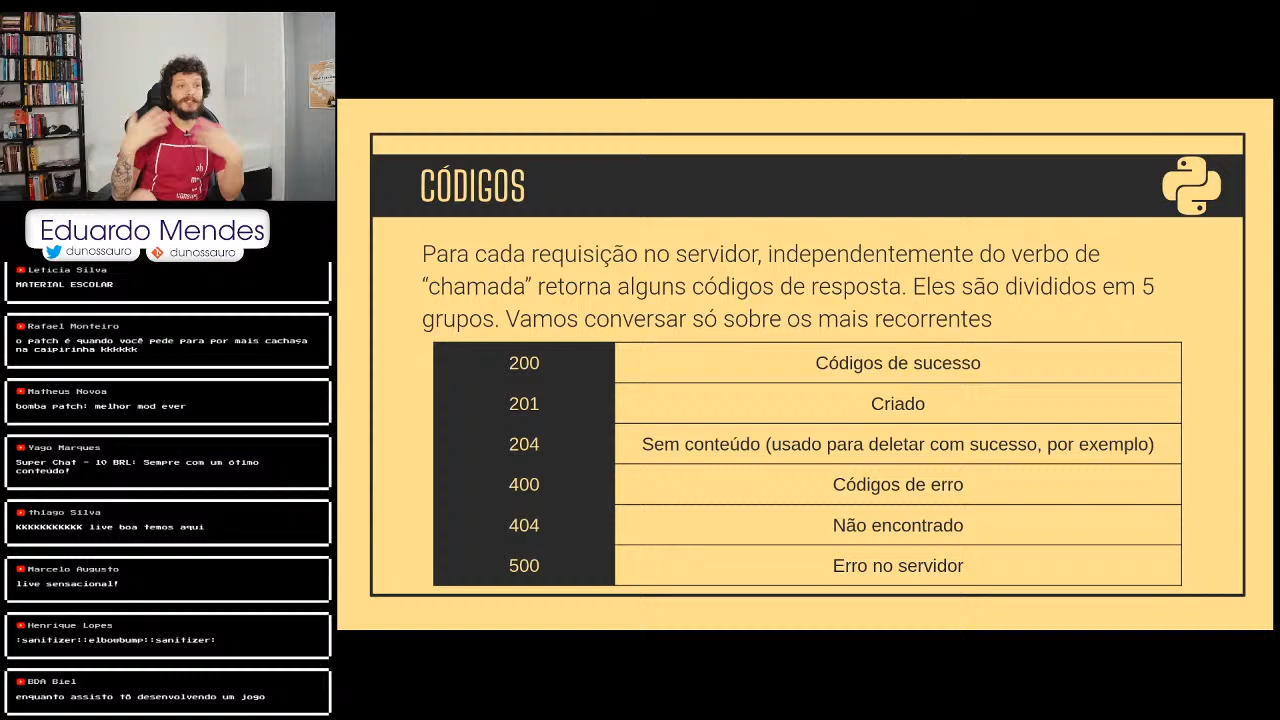 Eduardo Mendes
dunossauro
dunossauro
Letícia Silva
MATERIAL ESCOLAR
Rafael Monteiro
o patch é quando você pede para por mais cachaça
na caipirinha kkkkkk
Matheus Novoa
bomba patch: melhor mod ever
Yago Marques
Super Chat - 10 BRL: Sempre com um ótimo
conteúdo!
Thiago Silva
KKKKKKKKKKK live boa temos aqui
Marcelo Augusto
live sensacional!
Henrique Lopes
:sanitizer::elbowbump::sanitizer:
BDA Biel
enquanto assisto tô desenvolvendo um jogo
CÓDIGOS
Para cada requisição no servidor, independentemente do verbo de
“chamada” retorna alguns códigos de resposta. Eles são divididos em 5
grupos. Vamos conversar só sobre os mais recorrentes
200 Códigos de sucesso
201 Criado
204 Sem conteúdo (usado para deletar com sucesso, por exemplo)
400 Códigos de erro
404 Não encontrado
500 Erro no servidor